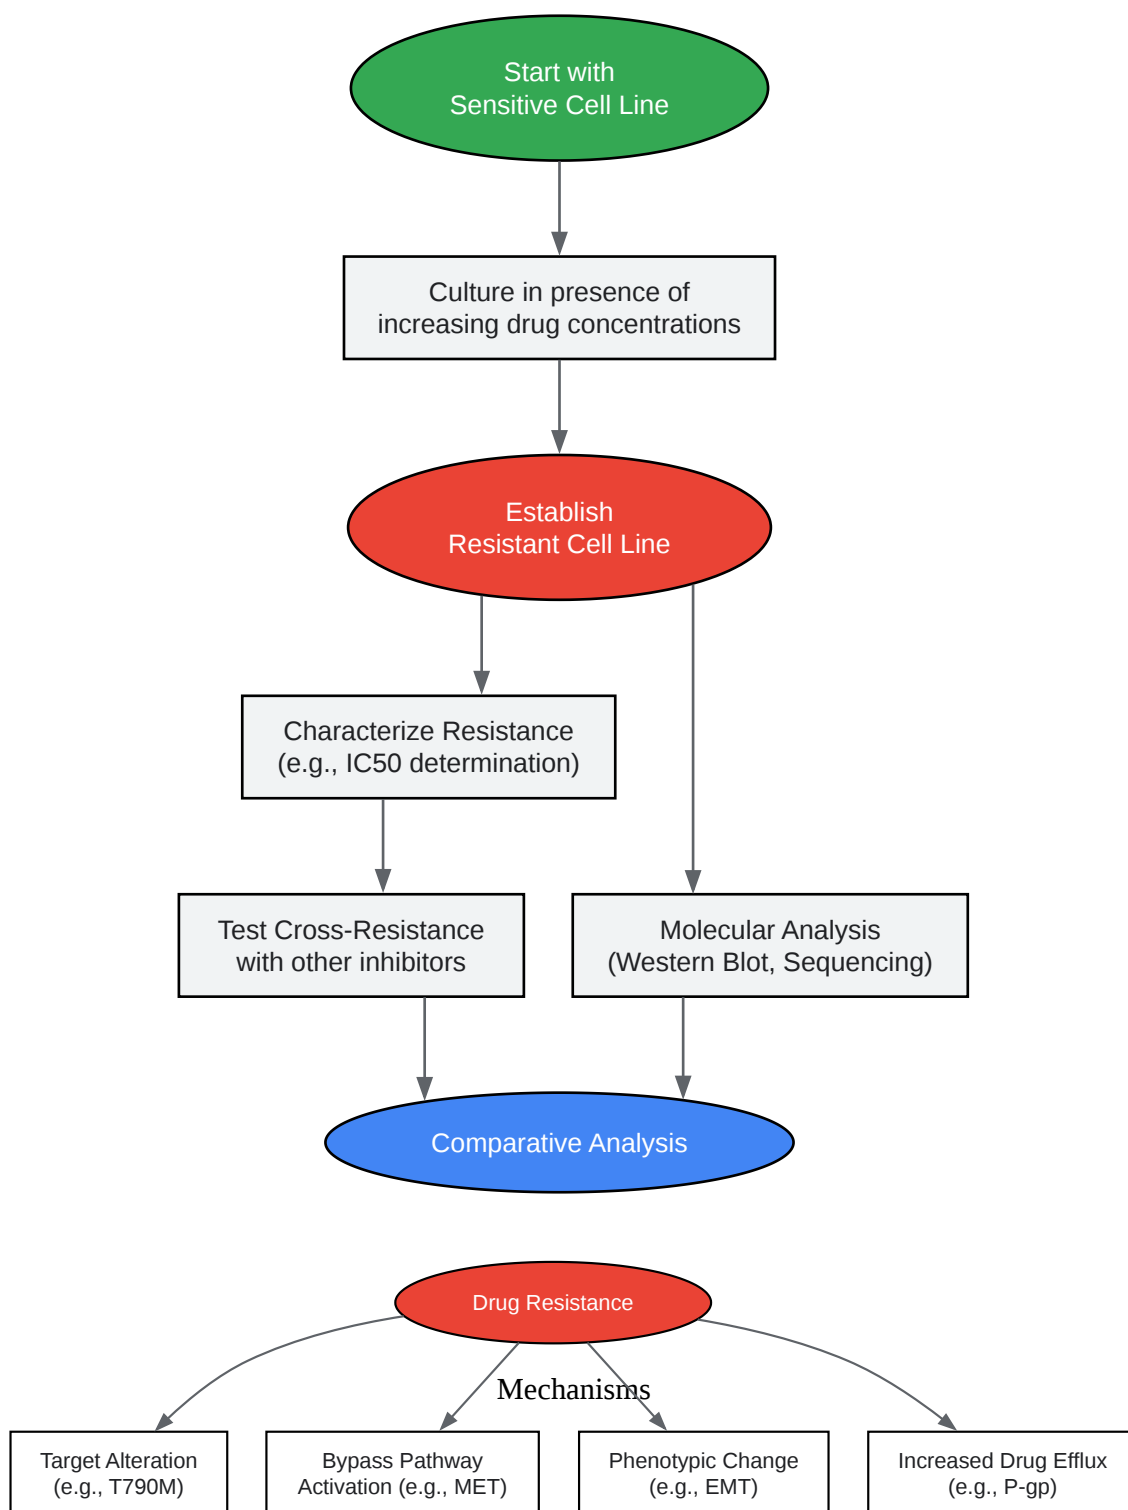 Start with
Sensitive Cell Line
Culture in presence of
increasing drug concentrations
Establish
Resistant Cell Line
Characterize Resistance
(e.g., IC50 determination)
Test Cross-Resistance
with other inhibitors
Molecular Analysis
(Western Blot, Sequencing)
Comparative Analysis
Drug Resistance
Mechanisms
Target Alteration
(e.g., T790M)
Bypass Pathway
Activation (e.g., MET)
Phenotypic Change
(e.g., EMT)
Increased Drug Efflux
(e.g., P-gp)